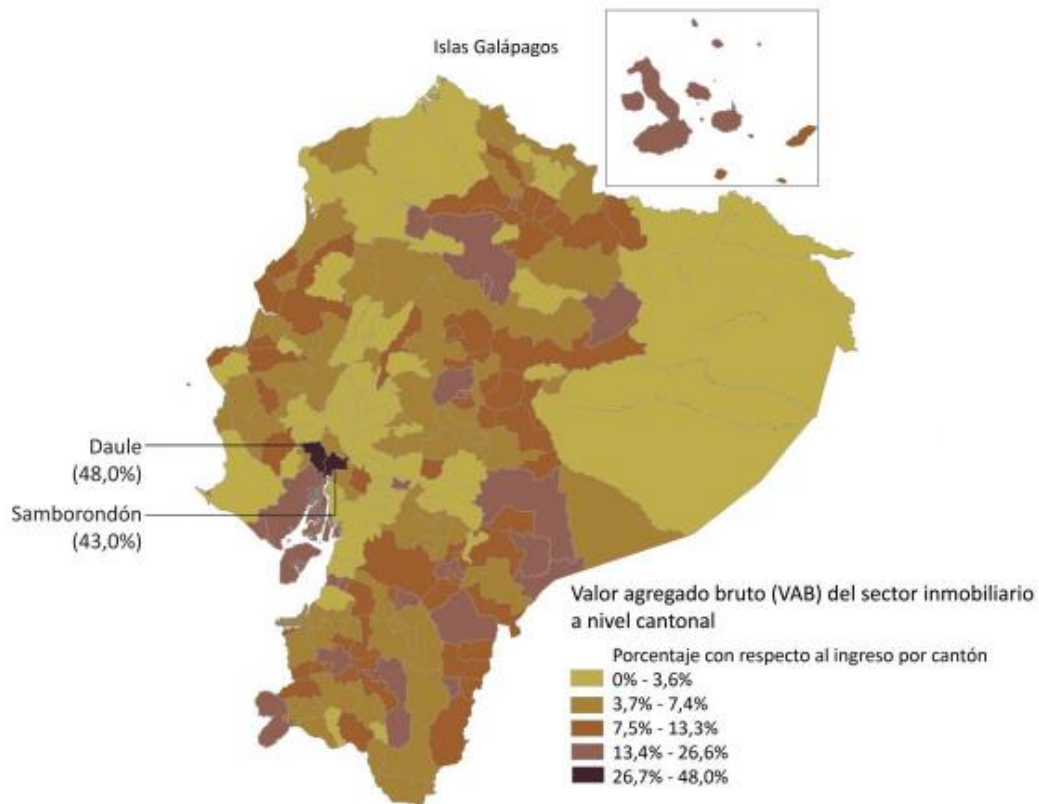 Islas Galápagos
Daule
(48,0%)
Samborondón
(43,0%)
Valor agregado bruto (VAB) del sector inmobiliario
a nivel cantonal
Porcentaje con respecto al ingreso por cantón
0% - 3,6%
3,7% - 7,4%
7,5% - 13,3%
13,4% - 26,6%
26,7% - 48,0%